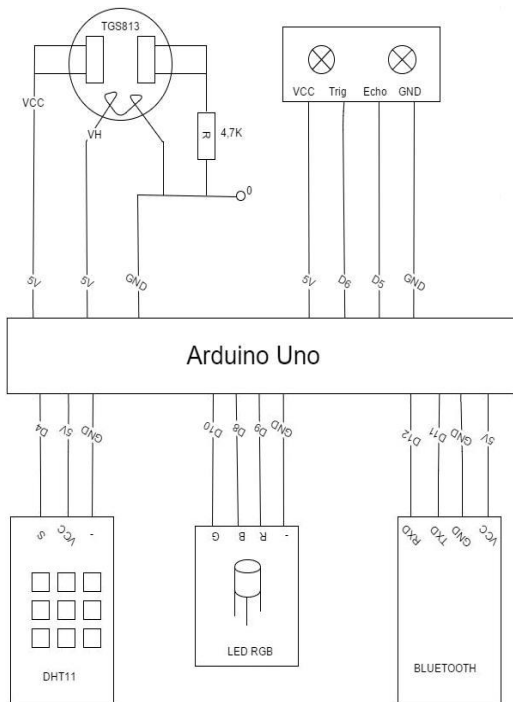 TGS813
VCC
VH
R
4,7K
0
VCC Trig Echo GND
5V 5V GND 5V D6 D5 GND
Arduino Uno
D4 5V GND D10 D8 D9 GND D12 D11 GND 5V
S VCC - G B R - RXD TXD GND VCC
LED RGB
BLUETOOTH
DHT11